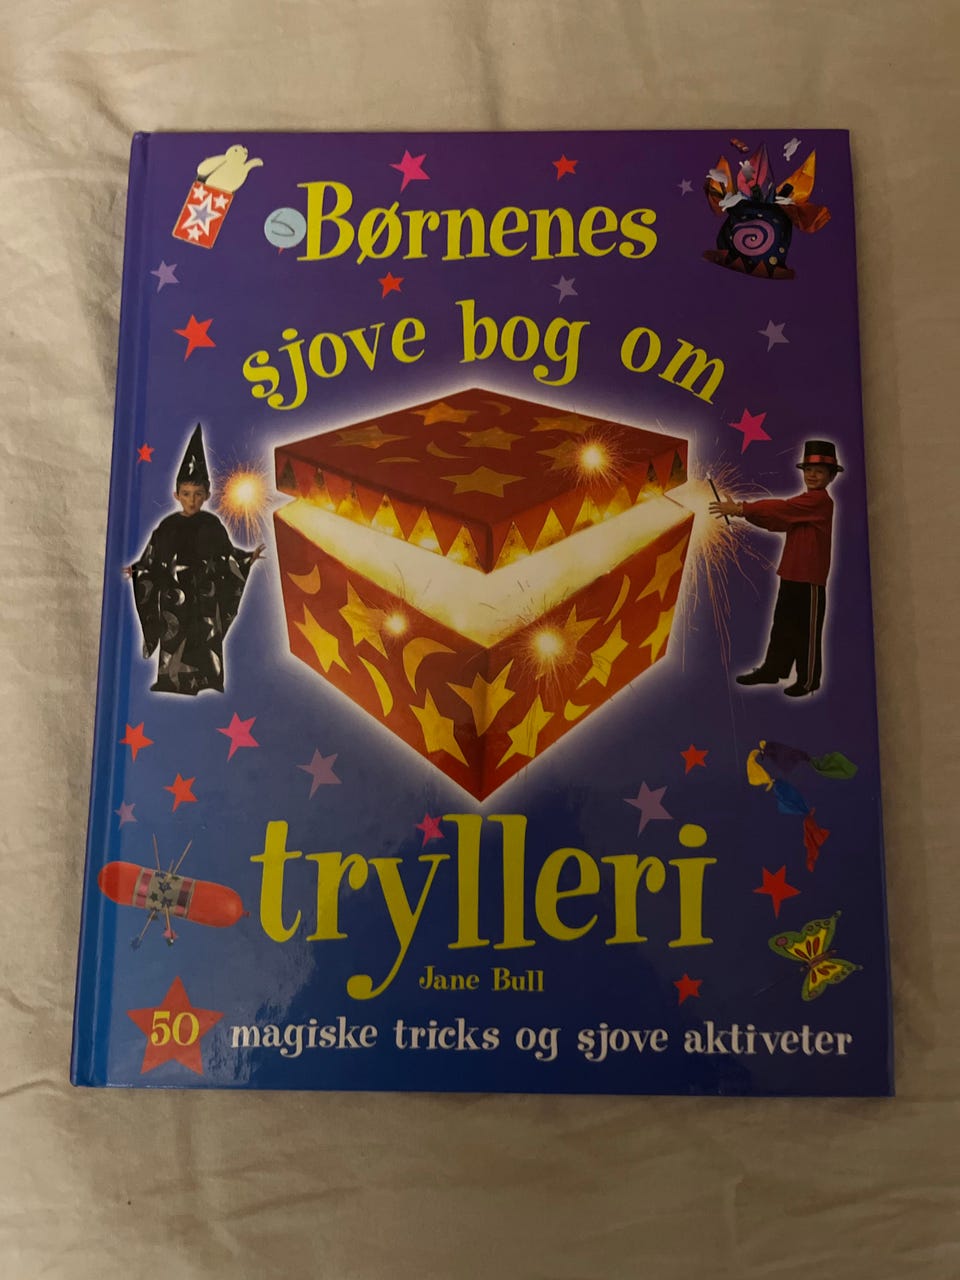 Børnenes
sjove bog om
trylleri
Jane Bull
50 magiske tricks og sjove aktiveter